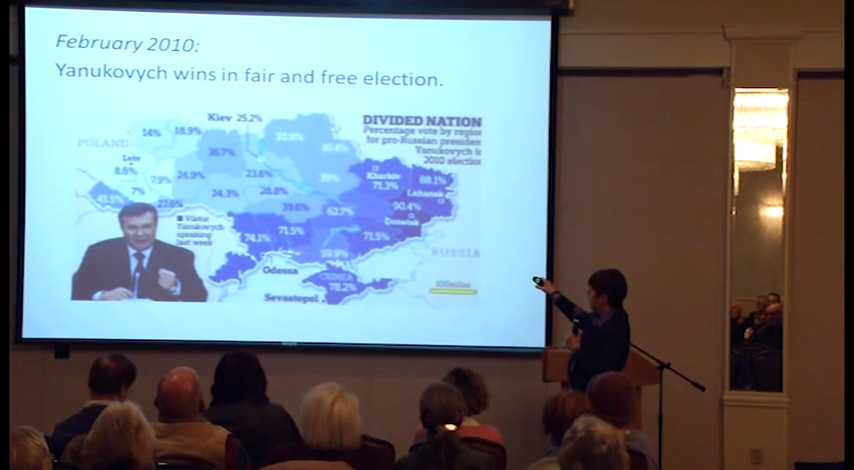 February 2010:
Yanukovych wins in fair and free election.
Kiev 25.2%
DIVIDED NATION
Percentage vote by region
for pro-Russian
Yanukovych
2010
POLAND
14%
18.9%
36.7%
30.9%
30.4%
Lviv
8.6%
7.9%
24.9%
23.6%
39%
Kharkiv
71.3%
88.1%
Luhansk
41.5%
7%
27.6%
24.3%
28.8%
39.6%
62.7%
90.4%
Donetsk
■ Viktor
Yanukovych
speaking
last week
74.1%
71.5%
71.5%
59.9%
RUSSIA
Odessa
CRIMEA
78.2%
Sevastopol
100miles